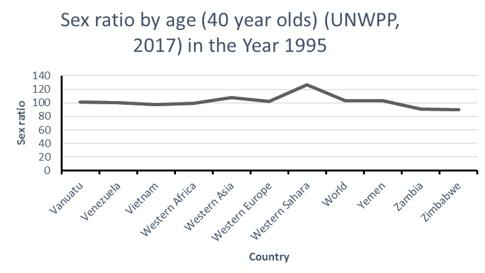 Sex ratio by age (40 year olds) (UNWPP,
2017) in the Year 1995
140
120
100
80
60
40
20
0
Sex ratio
Vanuatu
Venezuela
Vietnam
Western Africa
Western Asia
Western Europe
Western Sahara
World
Yemen
Zambia
Zimbabwe
Country